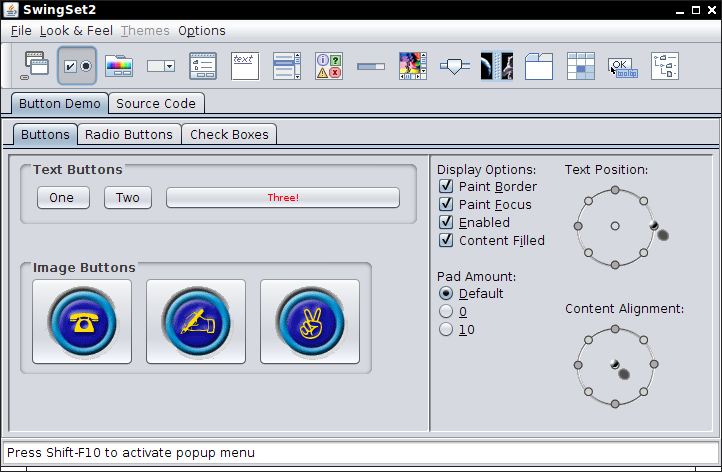 SwingSet2
File Look & Feel Themes Options
text
OK
tooltip
Button Demo Source Code
Buttons Radio Buttons Check Boxes
Text Buttons
One Two Three!
Image Buttons
Display Options:
Paint Border
Paint Focus
Enabled
Content Filled
Pad Amount:
Default
0
10
Text Position:
Content Alignment:
Press Shift-F10 to activate popup menu